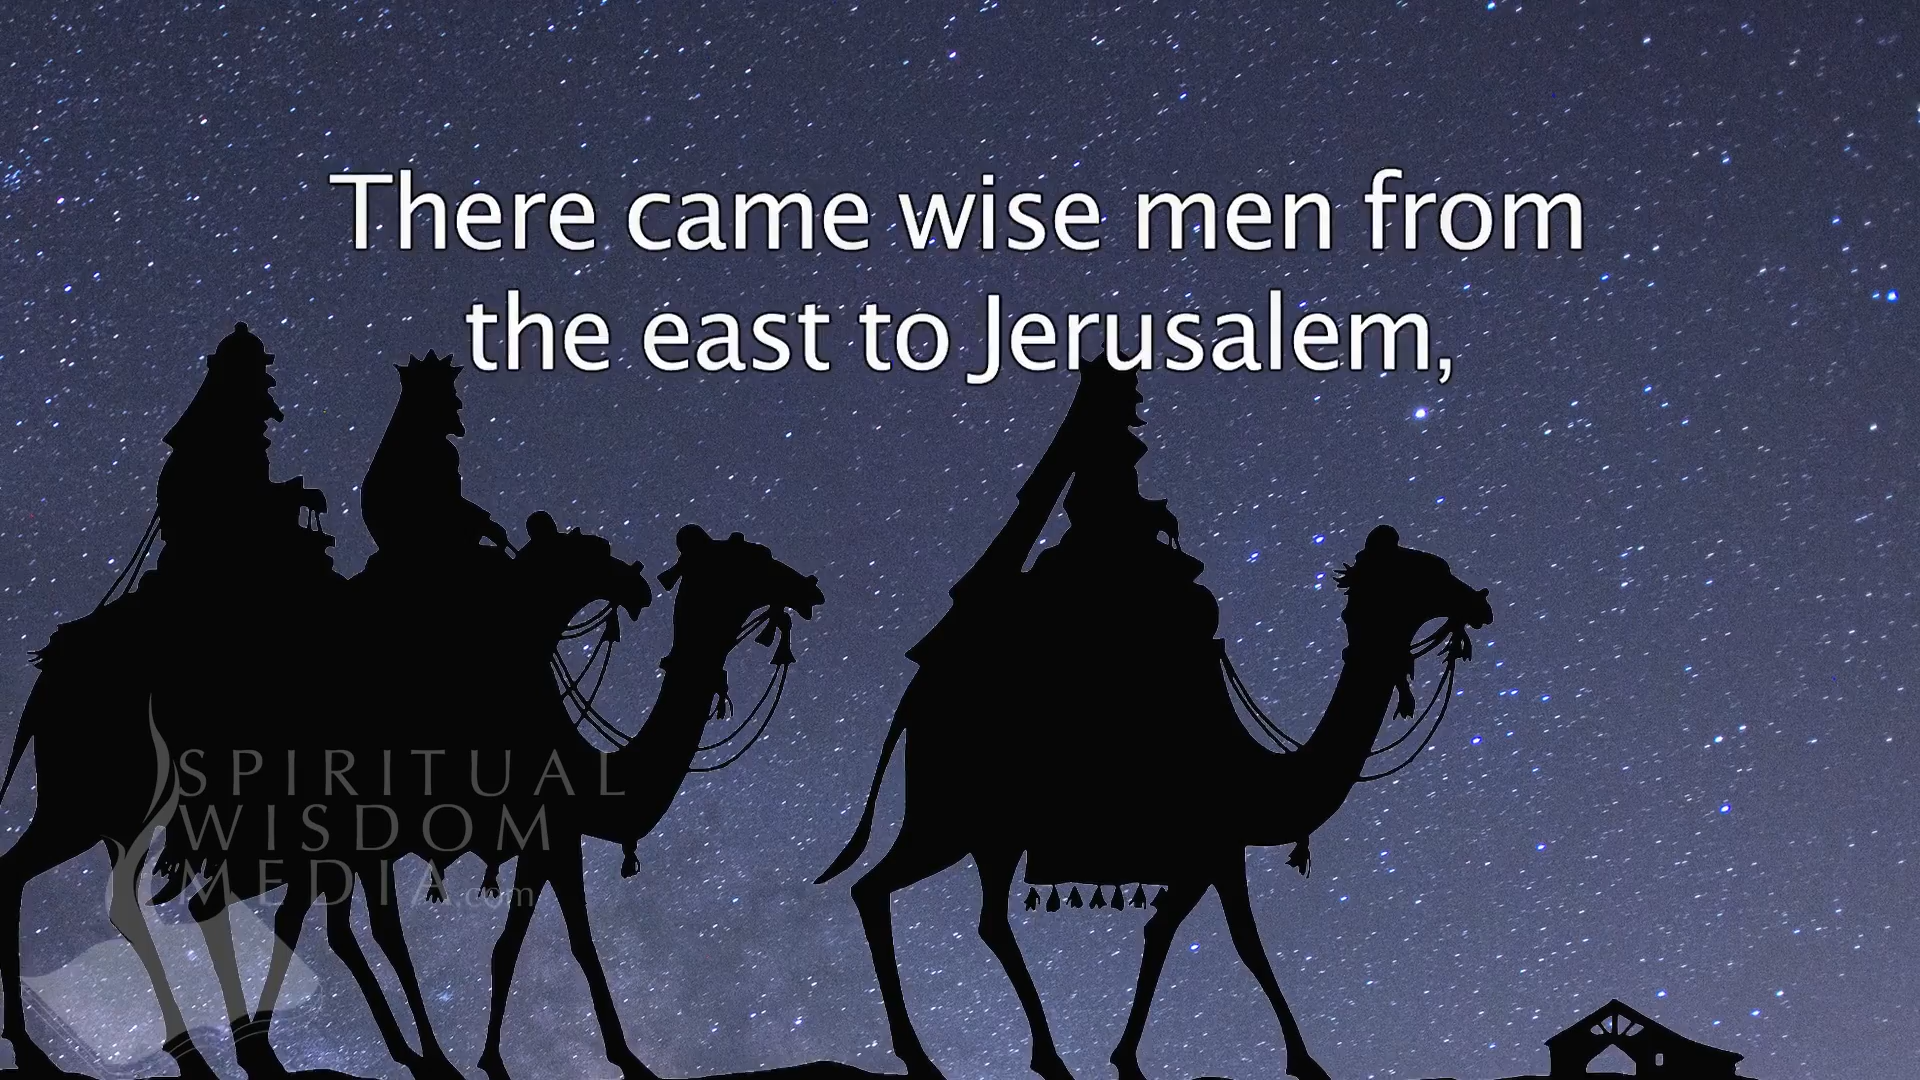 There came wise men from
the east to Jerusalem,
SPIRITUAL
WISDOM
MEDIA.com